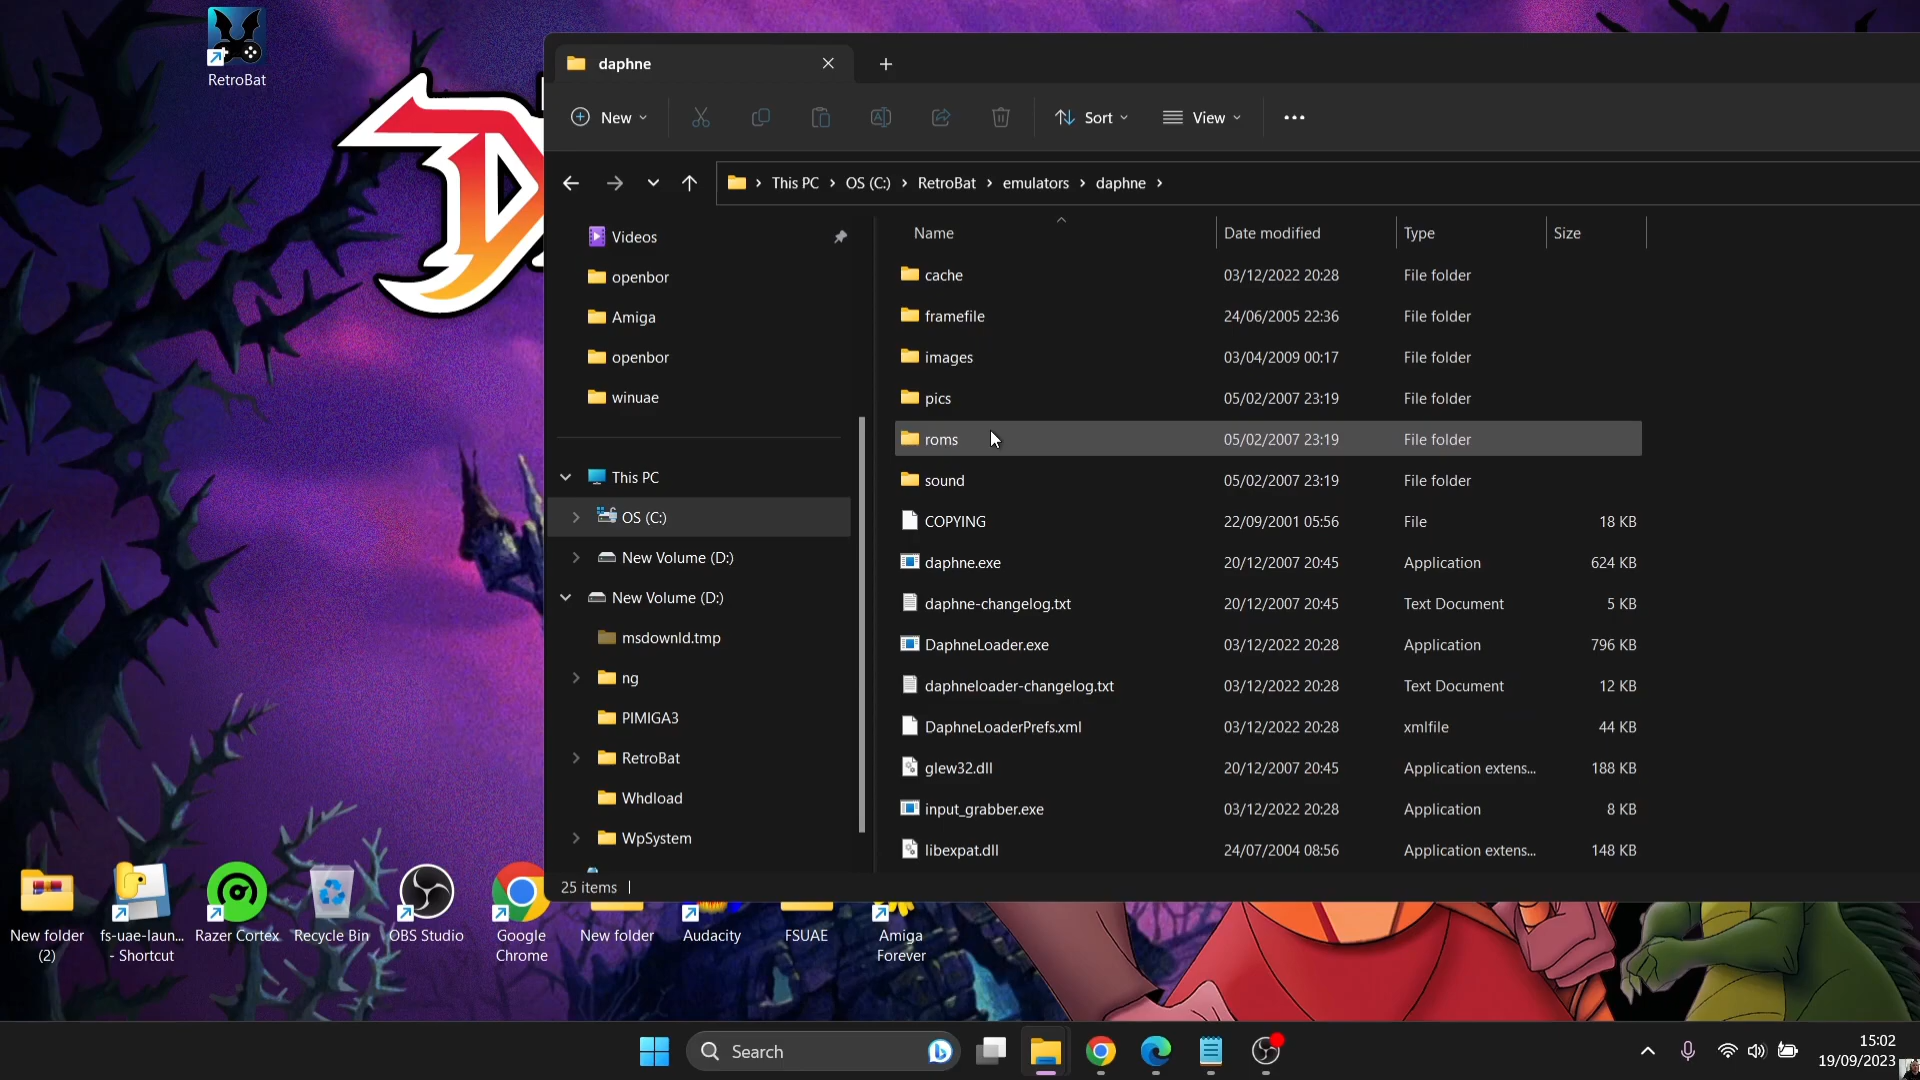 RetroBat
D
daphne
New
Sort
View
This PC > OS (C:) > RetroBat > emulators > daphne >
Name Date modified Type Size
Videos
openbor
Amiga
openbor
winuae
This PC
OS (C:)
New Volume (D:)
New Volume (D:)
msdownld.tmp
ng
PIMIGA3
RetroBat
Whdload
WpSystem
cache 03/12/2022 20:28 File folder
framefile 24/06/2005 22:36 File folder
images 03/04/2009 00:17 File folder
pics 05/02/2007 23:19 File folder
roms 05/02/2007 23:19 File folder
sound 05/02/2007 23:19 File folder
COPYING 22/09/2001 05:56 File 18 KB
daphne.exe 20/12/2007 20:45 Application 624 KB
daphne-changelog.txt 20/12/2007 20:45 Text Document 5 KB
DaphneLoader.exe 03/12/2022 20:28 Application 796 KB
daphneloader-changelog.txt 03/12/2022 20:28 Text Document 12 KB
DaphneLoaderPrefs.xml 03/12/2022 20:28 xmlfile 44 KB
glew32.dll 20/12/2007 20:45 Application extens... 188 KB
input_grabber.exe 03/12/2022 20:28 Application 8 KB
libexpat.dll 24/07/2004 08:56 Application extens... 148 KB
25 items
New folder (2)
fs-uae-laun... - Shortcut
Razer Cortex
Recycle Bin
OBS Studio
Google Chrome
New folder
Audacity
FSUAE
Amiga Forever
Search
15:02
19/09/2023